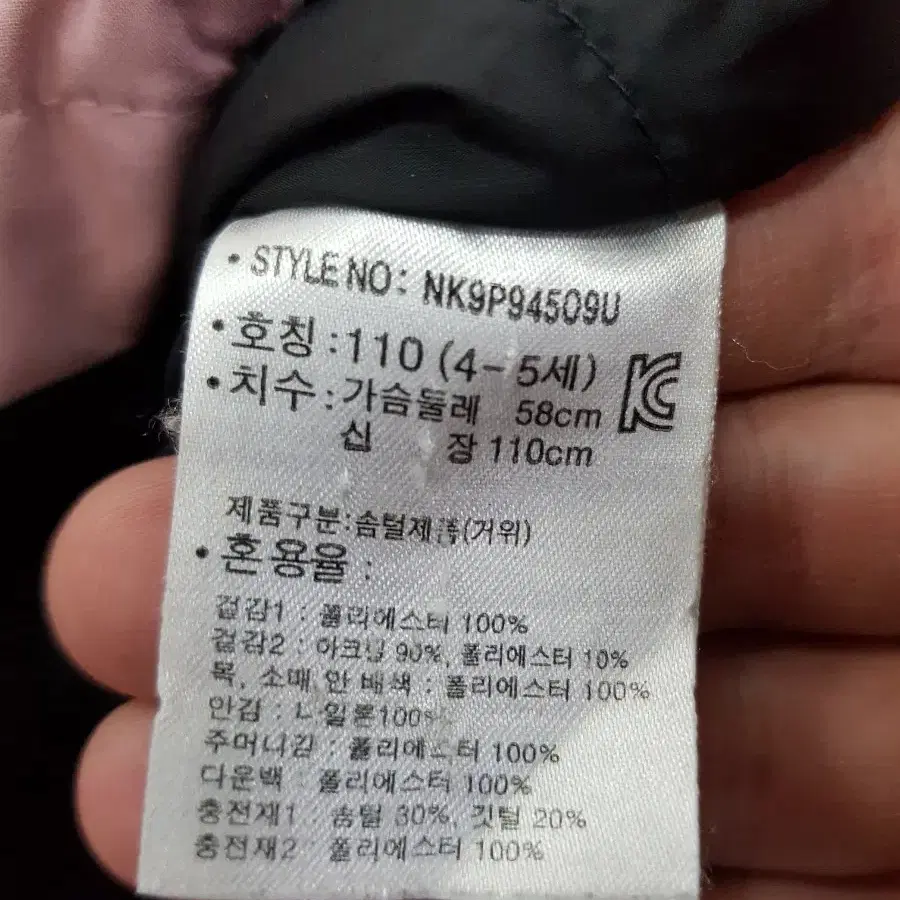 • STYLE NO: NK9P94509U
• 호칭 : 110 (4-5세)
• 치수 : 가슴둘레 58cm
신 장 110cm
KC
제품구분:솜털제품(거위)
• 혼용율 :
겉감1 : 폴리에스터 100%
겉감2 : 아크릴 90%, 폴리에스터 10%
목, 소매 안 배색 : 폴리에스터 100%
안감 : 나일론100%
주머니감 : 폴리에스터 100%
다운백 : 폴리에스터 100%
충전재1 솜털 30%, 깃털 20%
충전재2 : 폴리에스터 100%